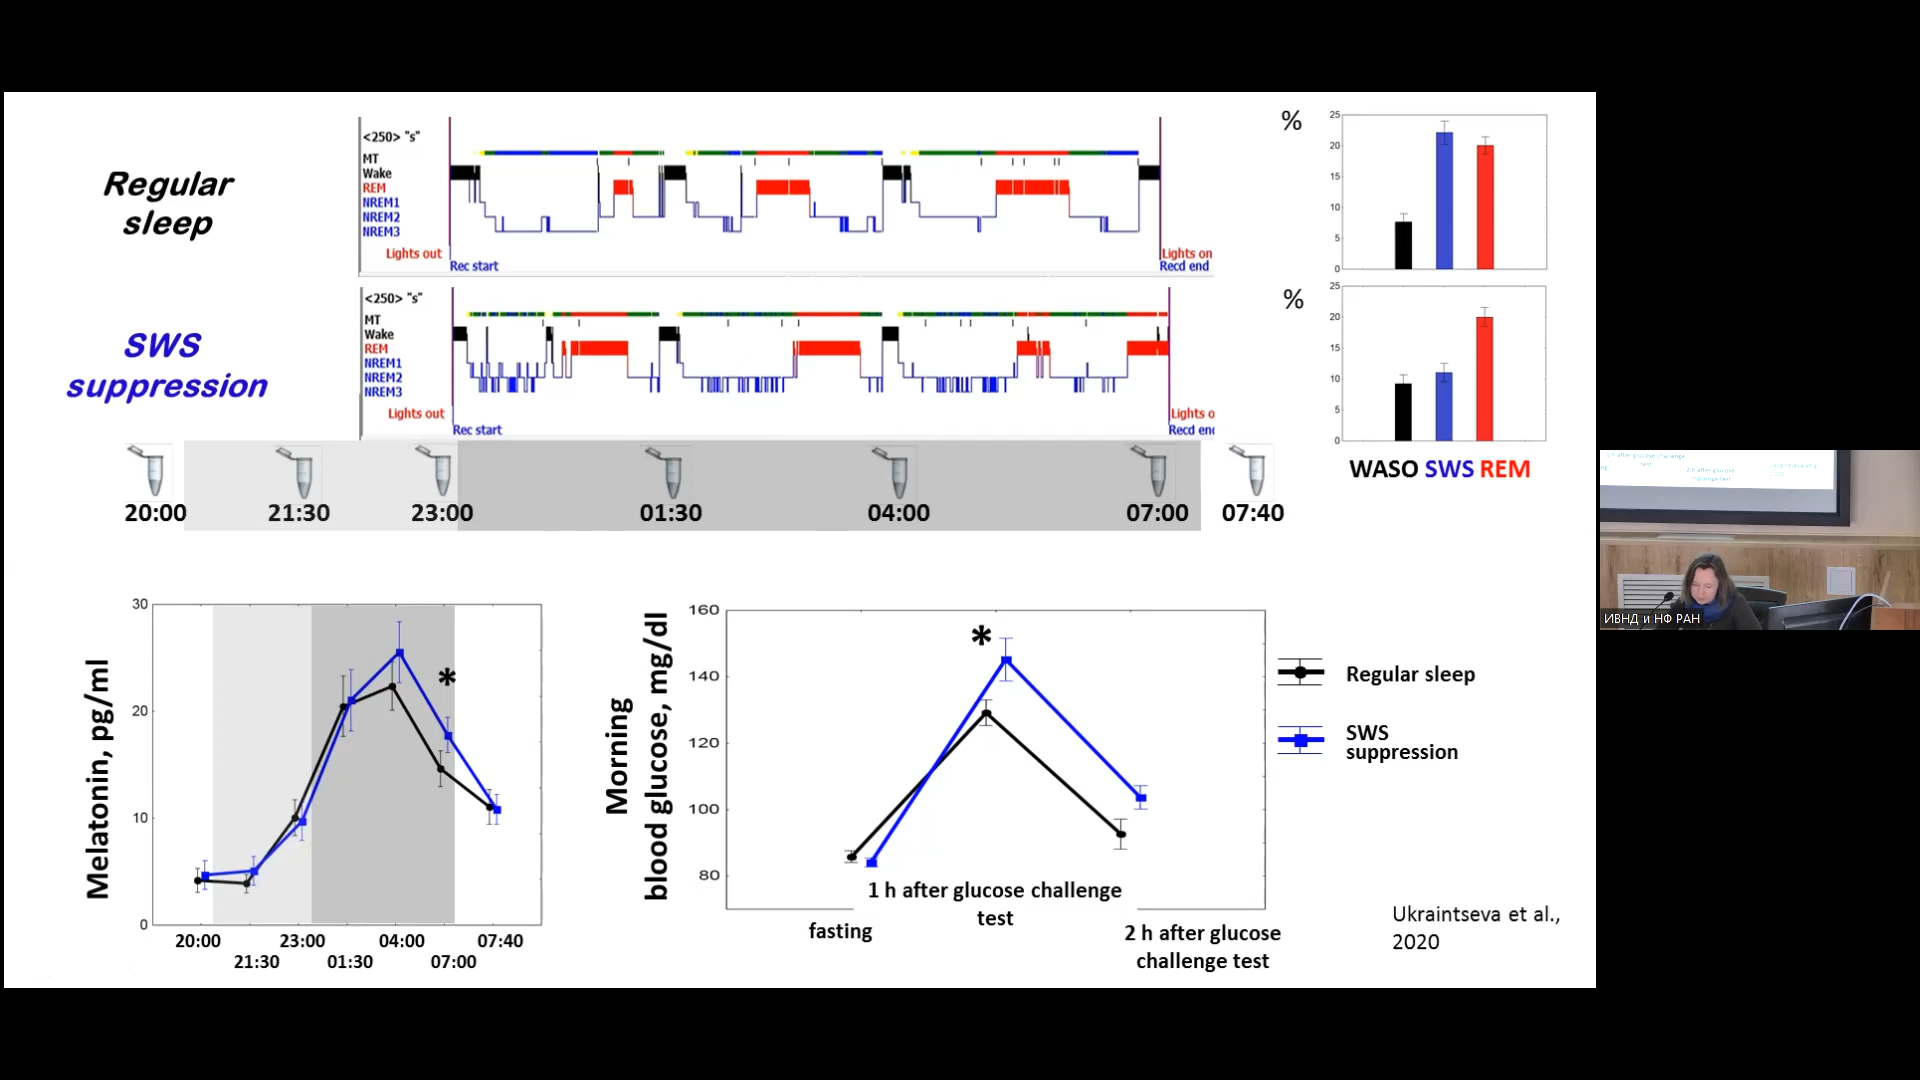 Regular
sleep
<250> "s"
MT
Wake
REM
NREM1
NREM2
NREM3
Lights out
Rec start
Lights on
Recd end
%
25
20
15
10
5
0
SWS
suppression
<250> "s"
MT
Wake
REM
NREM1
NREM2
NREM3
Lights out
Rec start
Lights o
Recd end
%
25
20
15
10
5
0
WASO SWS REM
20:00 21:30 23:00 01:30 04:00 07:00 07:40
Melatonin, pg/ml
30
20
10
0
*
20:00 23:00 04:00 07:40
21:30 01:30 07:00
Morning
blood glucose, mg/dl
160
140
120
100
80
*
fasting
1 h after glucose challenge
test
2 h after glucose
challenge test
Regular sleep
SWS
suppression
Ukraintseva et al.,
2020
ИВНД и НФ РАН